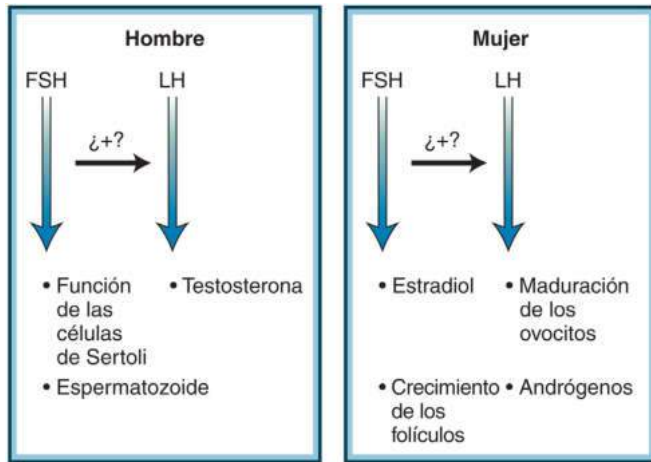 Hombre
FSH
LH
¿+?
• Función
de las
células
de Sertoli
• Espermatozoide
• Testosterona
Mujer
FSH
LH
¿+?
• Estradiol
• Crecimiento
de los
folículos
• Maduración
de los
ovocitos
• Andrógenos